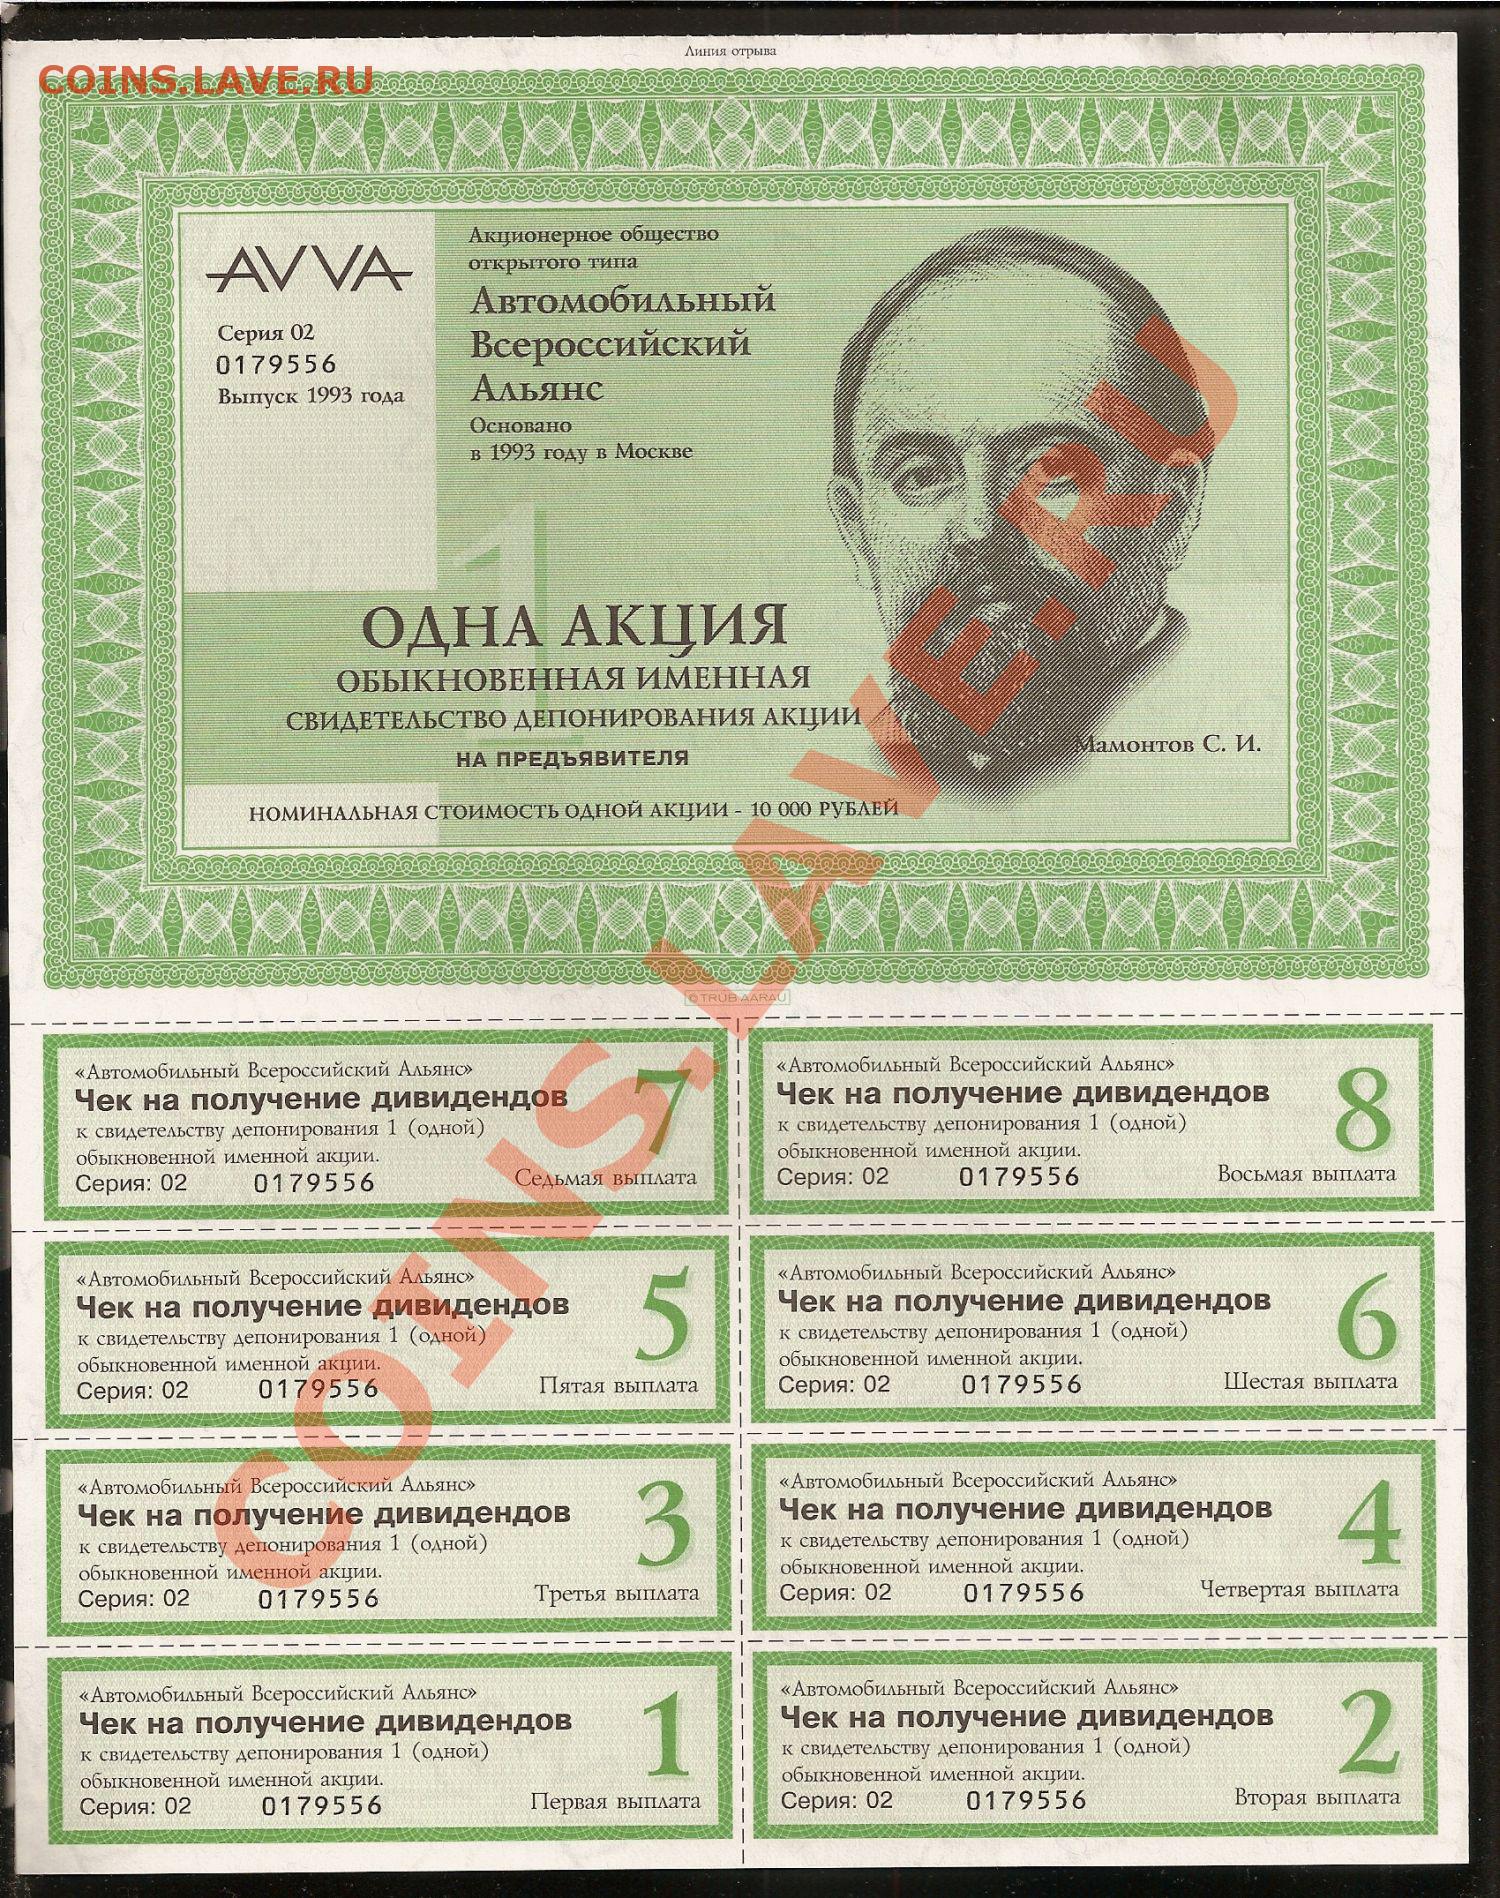 Линия отрыва
COINS.LAVE.RU
AVVA
Серия 02
0179556
Выпуск 1993 года
Акционерное общество
открытого типа
Автомобильный
Всероссийский
Альянс
Основано
в 1993 году в Москве
1
ОДНА АКЦИЯ
ОБЫКНОВЕННАЯ ИМЕННАЯ
СВИДЕТЕЛЬСТВО ДЕПОНИРОВАНИЯ АКЦИИ
НА ПРЕДЪЯВИТЕЛЯ
Мамонтов С. И.
НОМИНАЛЬНАЯ СТОИМОСТЬ ОДНОЙ АКЦИИ - 10 000 РУБЛЕЙ
© TRÜB AARAU
COINS.LAVE.RU
«Автомобильный Всероссийский Альянс»
Чек на получение дивидендов
к свидетельству депонирования 1 (одной)
обыкновенной именной акции.
Серия: 02 0179556
7
Седьмая выплата
«Автомобильный Всероссийский Альянс»
Чек на получение дивидендов
к свидетельству депонирования 1 (одной)
обыкновенной именной акции.
Серия: 02 0179556
8
Восьмая выплата
«Автомобильный Всероссийский Альянс»
Чек на получение дивидендов
к свидетельству депонирования 1 (одной)
обыкновенной именной акции.
Серия: 02 0179556
5
Пятая выплата
«Автомобильный Всероссийский Альянс»
Чек на получение дивидендов
к свидетельству депонирования 1 (одной)
обыкновенной именной акции.
Серия: 02 0179556
6
Шестая выплата
«Автомобильный Всероссийский Альянс»
Чек на получение дивидендов
к свидетельству депонирования 1 (одной)
обыкновенной именной акции.
Серия: 02 0179556
3
Третья выплата
«Автомобильный Всероссийский Альянс»
Чек на получение дивидендов
к свидетельству депонирования 1 (одной)
обыкновенной именной акции.
Серия: 02 0179556
4
Четвертая выплата
«Автомобильный Всероссийский Альянс»
Чек на получение дивидендов
к свидетельству депонирования 1 (одной)
обыкновенной именной акции.
Серия: 02 0179556
1
Первая выплата
«Автомобильный Всероссийский Альянс»
Чек на получение дивидендов
к свидетельству депонирования 1 (одной)
обыкновенной именной акции.
Серия: 02 0179556
2
Вторая выплата